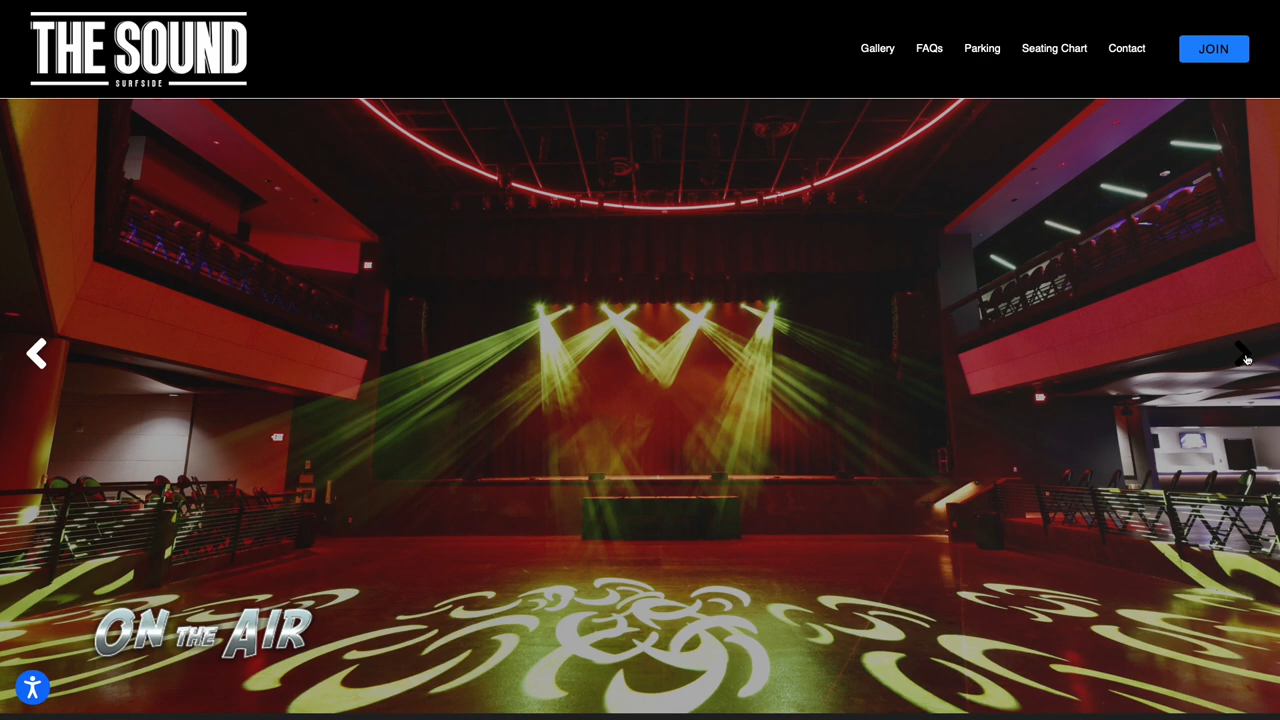 THE SOUND
SURFSIDE
Gallery FAQs Parking Seating Chart Contact JOIN
ON THE AIR